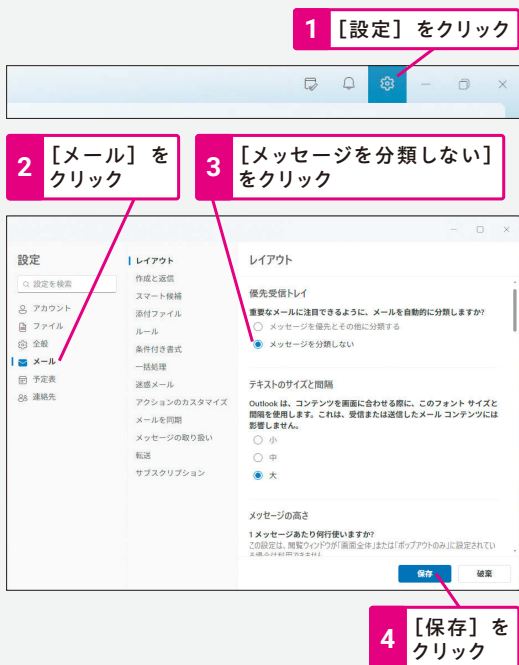 1 [設定] をクリック
2 [メール] を
クリック
3 [メッセージを分類しない]
をクリック
設定
設定を検索
アカウント
ファイル
全般
メール
予定表
連絡先
レイアウト
作成と返信
スマート候補
添付ファイル
ルール
条件付き書式
一括処理
迷惑メール
アクションのカスタマイズ
メールを同期
メッセージの取り扱い
転送
サブスクリプション
レイアウト
優先受信トレイ
重要なメールに注目できるように、メールを自動的に分類しますか?
メッセージを優先とその他に分類する
メッセージを分類しない
テキストのサイズと間隔
Outlook は、コンテンツを画面に合わせる際に、このフォント サイズと
間隔を使用します。これは、受信または送信したメール コンテンツには
影響しません。
小
中
大
メッセージの高さ
1 メッセージあたり何行使いますか?
この設定は、閲覧ウィンドウが「画面全体」または「ポップアウトのみ」に設定されてい
る場合は利用できません
保存
破棄
4 [保存] を
クリック